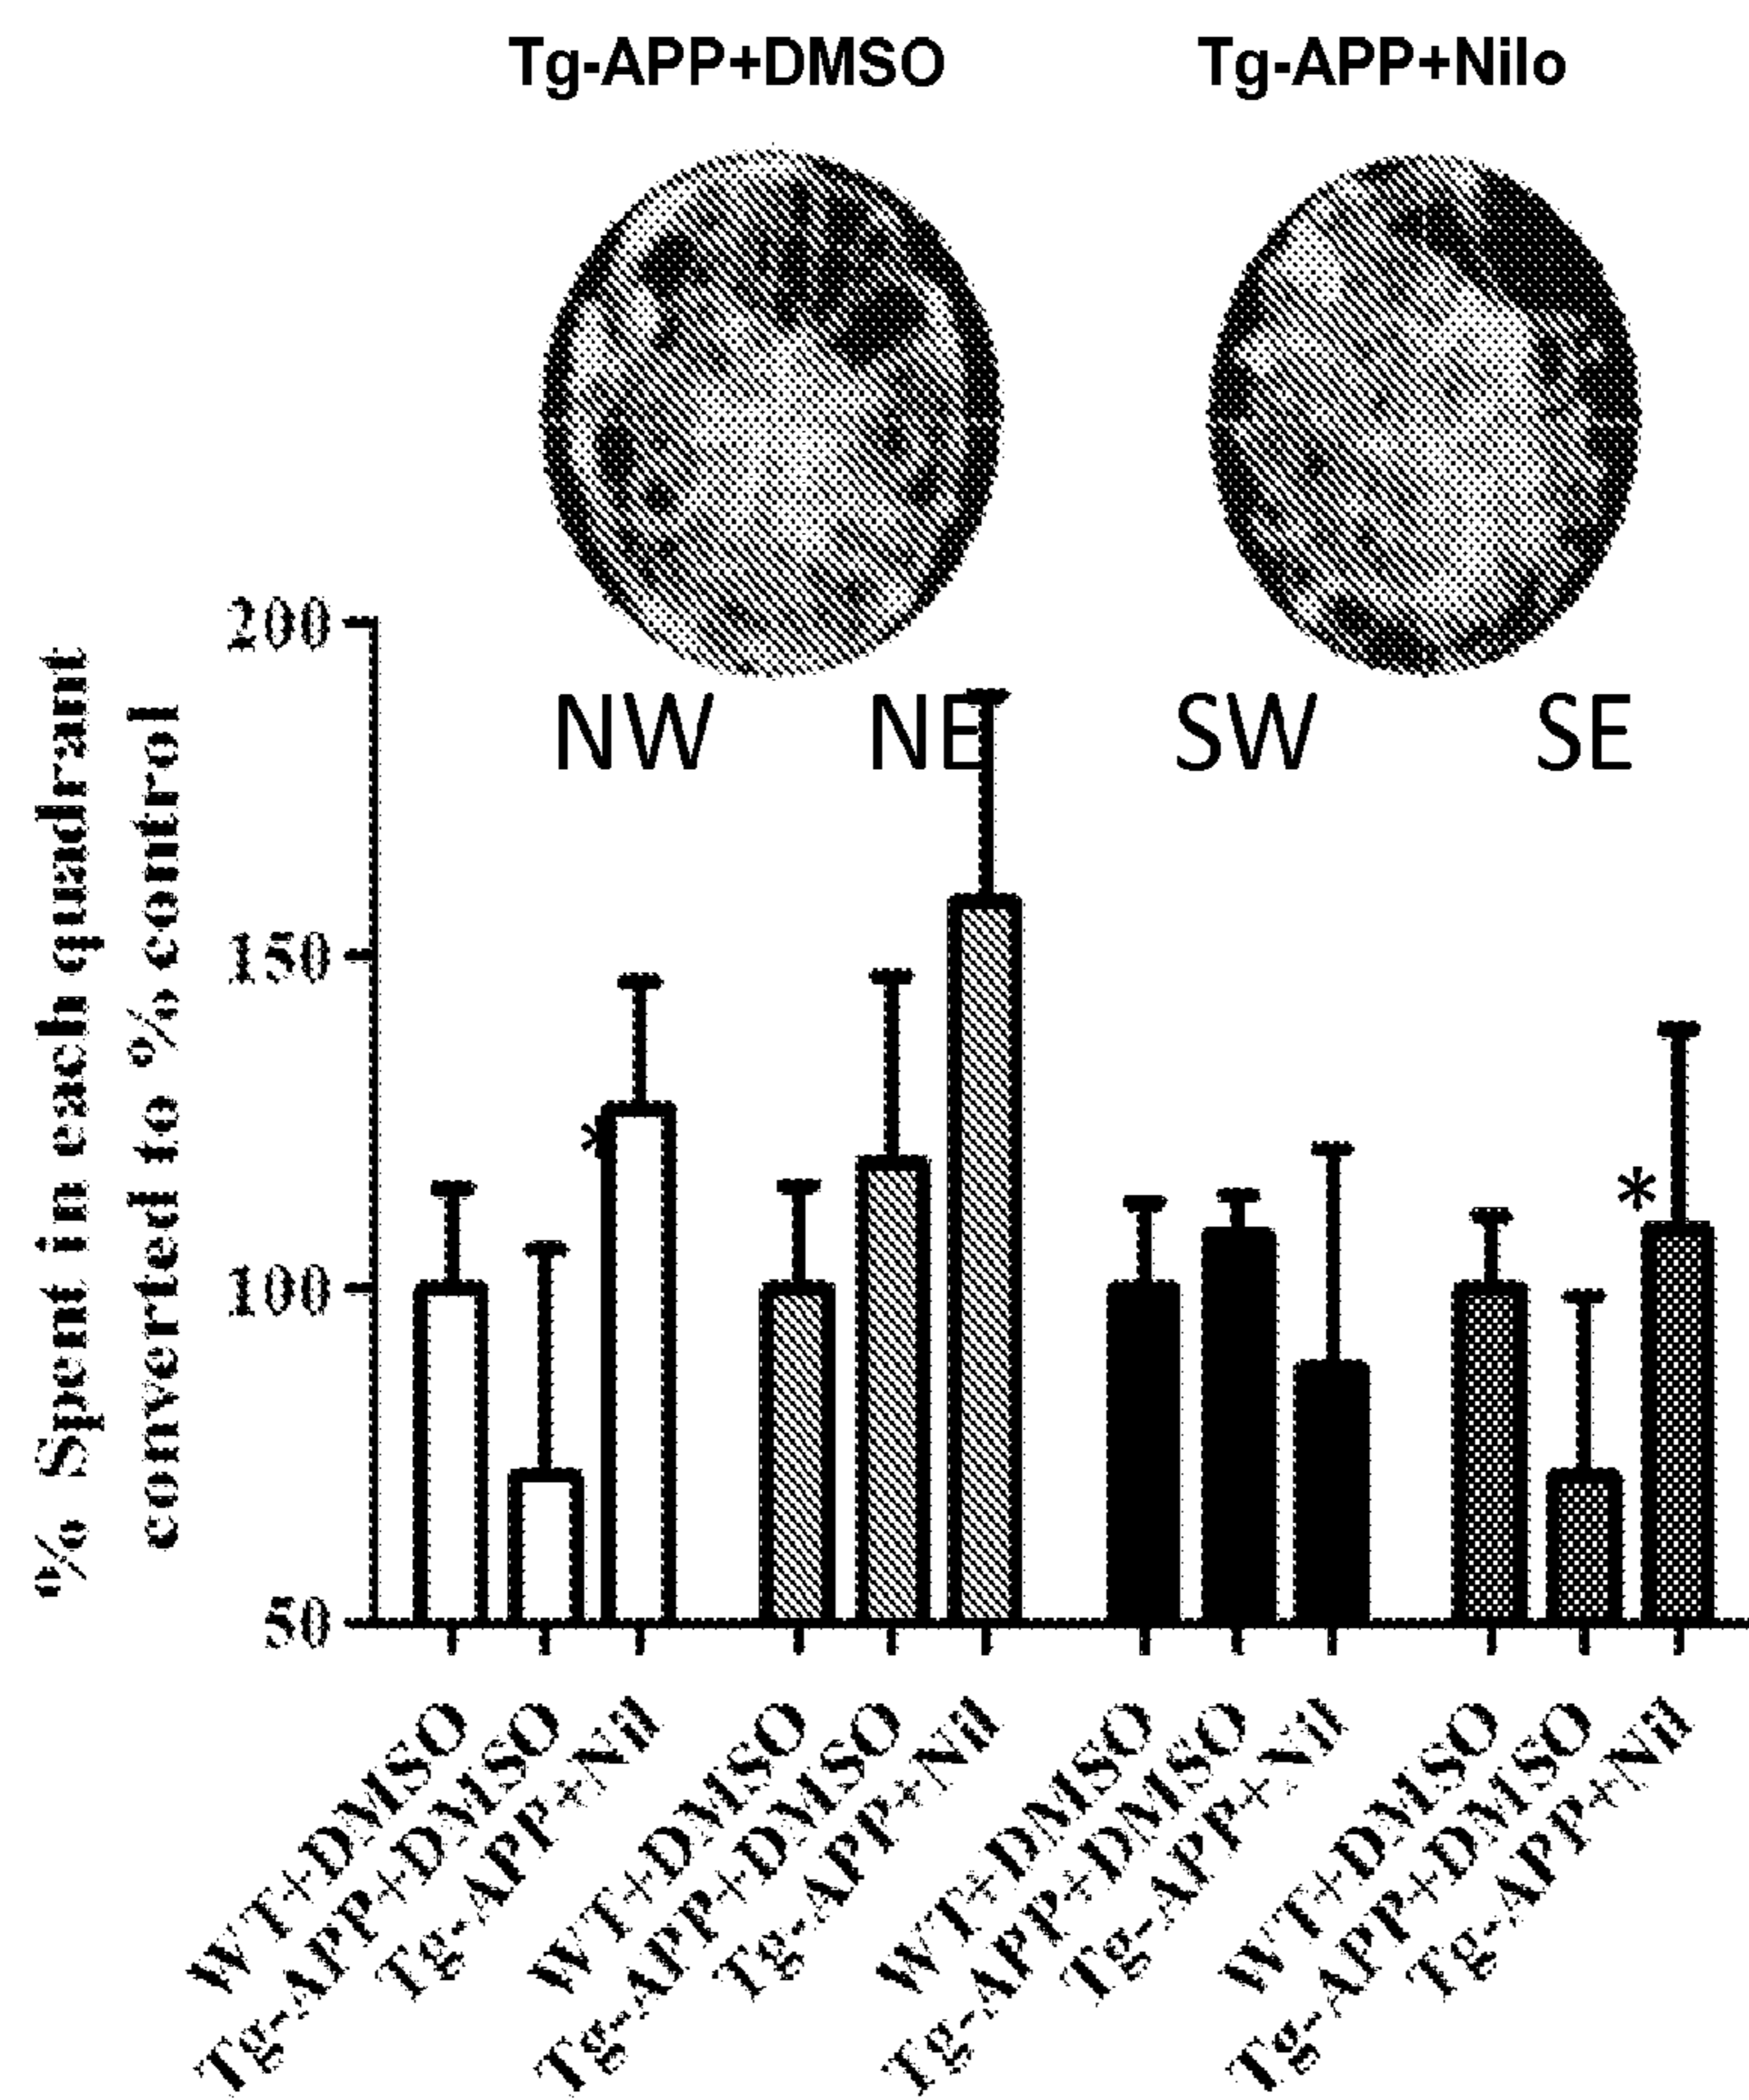 Tg-APP+DMSO Tg-APP+Nilo
200
NW NE SW SE
150
100
50
% Spent in each quadrant
converted to % control
*
*
WT+DMSO
Tg-APP+DMSO
Tg-APP+Nil
WT+DMSO
Tg-APP+DMSO
Tg-APP+Nil
WT+DMSO
Tg-APP+DMSO
Tg-APP+Nil
WT+DMSO
Tg-APP+DMSO
Tg-APP+Nil